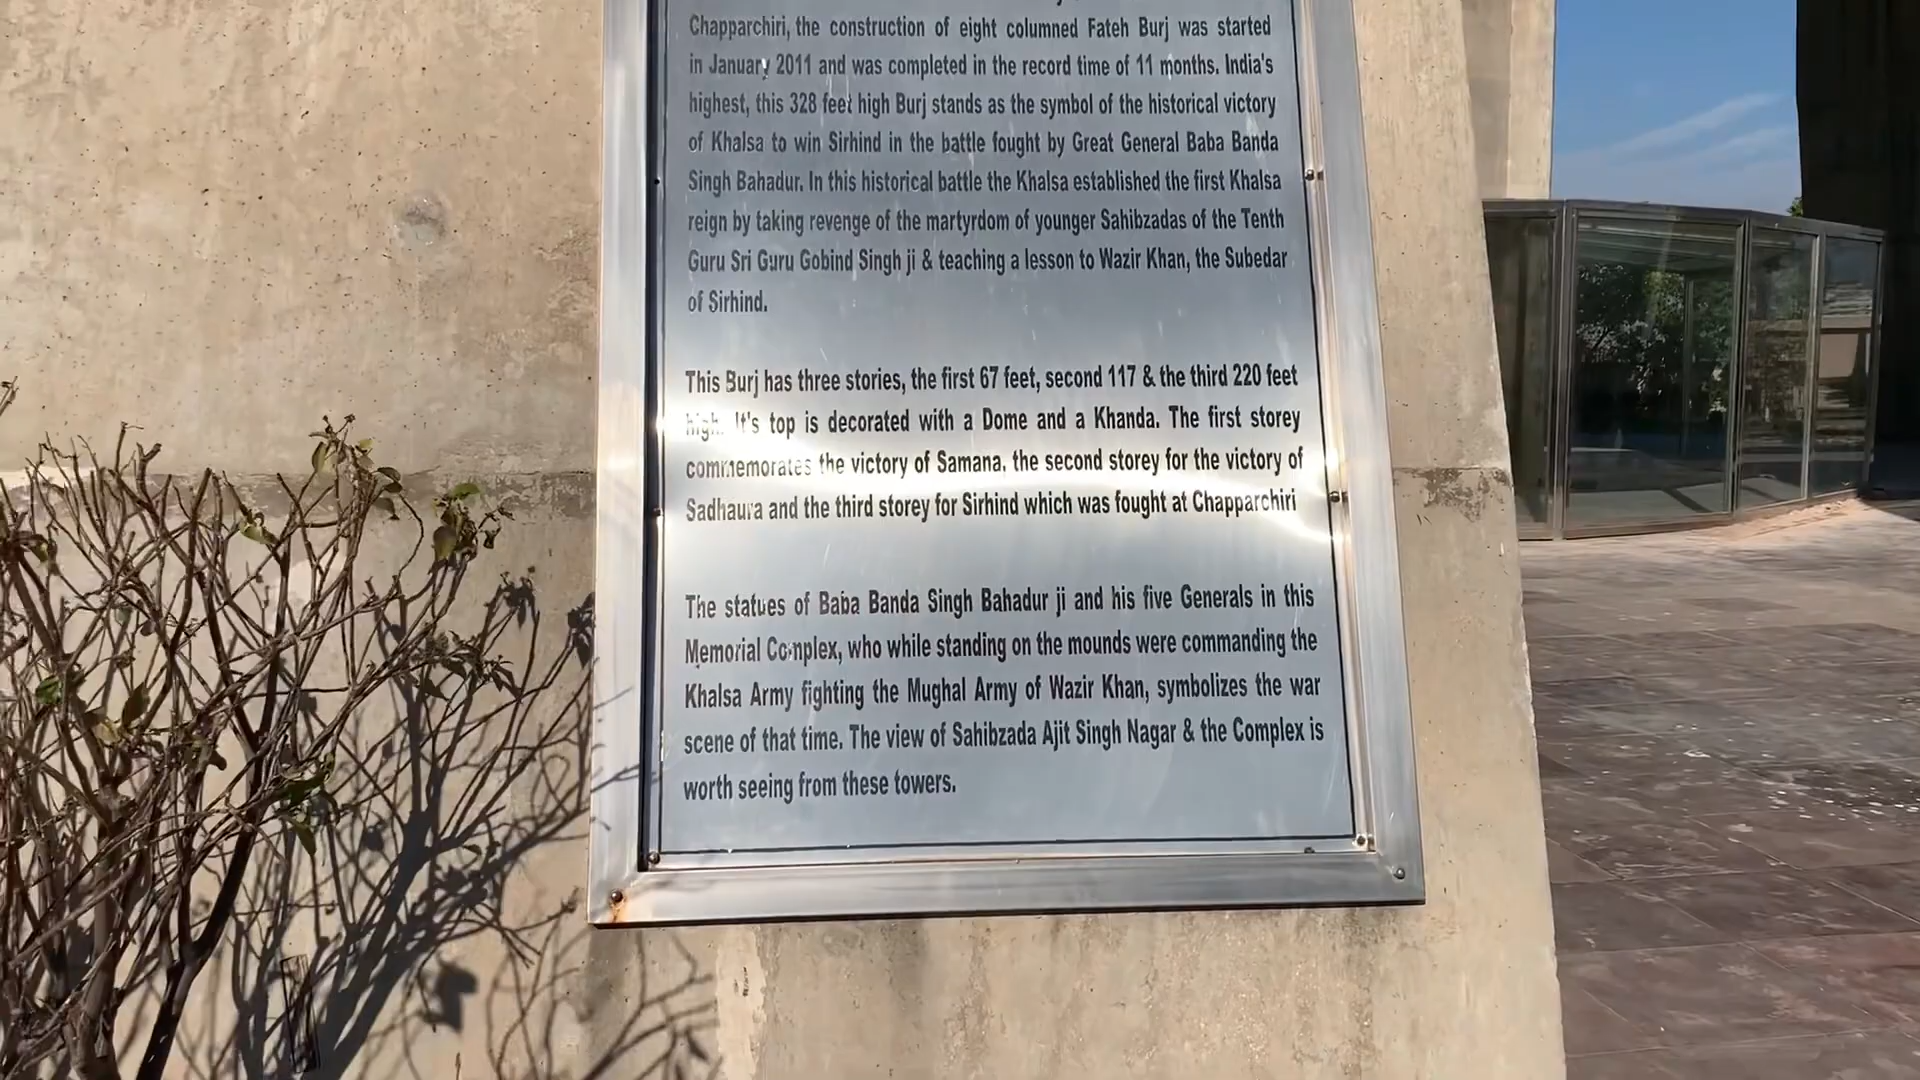 Chapparchiri, the construction of eight columned Fateh Burj was started
in January 2011 and was completed in the record time of 11 months. India's
highest, this 328 feet high Burj stands as the symbol of the historical victory
of Khalsa to win Sirhind in the battle fought by Great General Baba Banda
Singh Bahadur. In this historical battle the Khalsa established the first Khalsa
reign by taking revenge of the martyrdom of younger Sahibzadas of the Tenth
Guru Sri Guru Gobind Singh ji & teaching a lesson to Wazir Khan, the Subedar
of Sirhind.
This Burj has three stories, the first 67 feet, second 117 & the third 220 feet
high. It's top is decorated with a Dome and a Khanda. The first storey
commemorates the victory of Samana, the second storey for the victory of
Sadhaura and the third storey for Sirhind which was fought at Chapparchiri
The statues of Baba Banda Singh Bahadur ji and his five Generals in this
Memorial Complex, who while standing on the mounds were commanding the
Khalsa Army fighting the Mughal Army of Wazir Khan, symbolizes the war
scene of that time. The view of Sahibzada Ajit Singh Nagar & the Complex is
worth seeing from these towers.